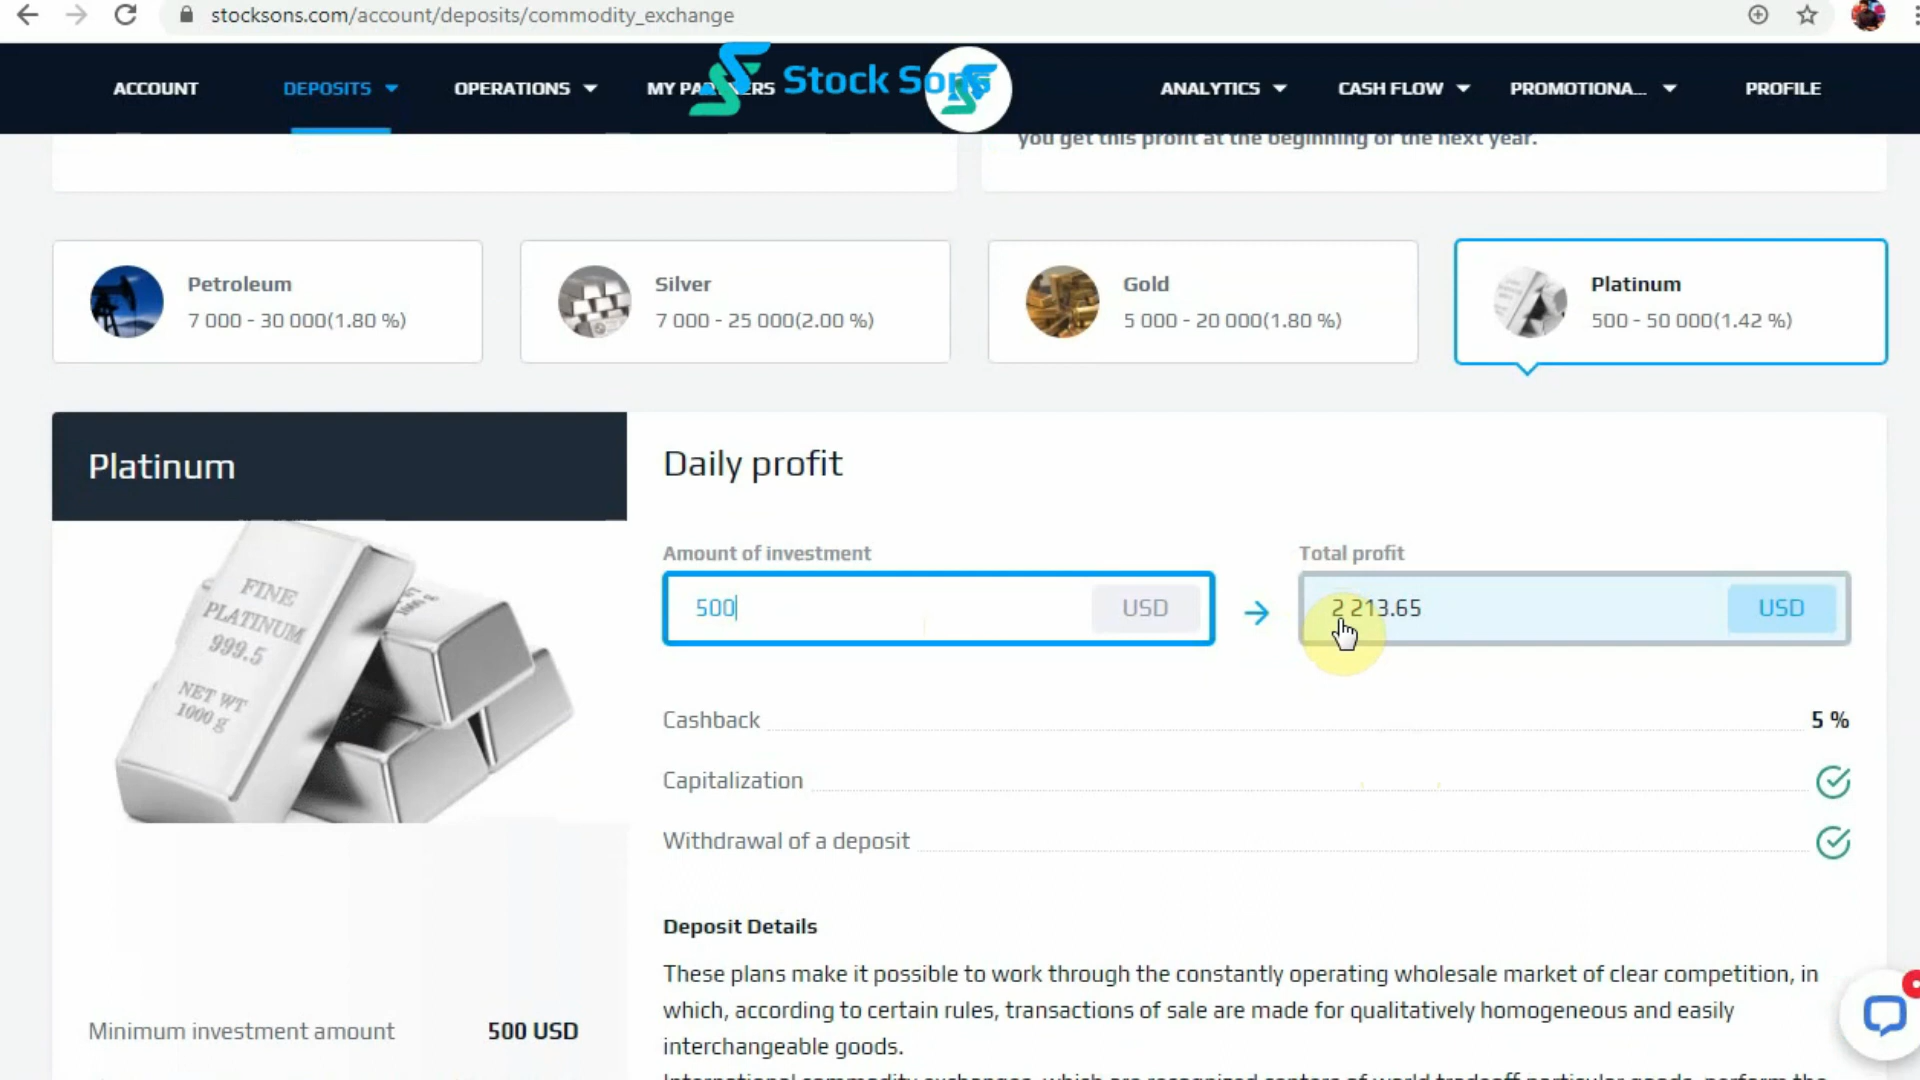 stocksons.com/account/deposits/commodity_exchange
ACCOUNT DEPOSITS OPERATIONS MY PA RS Stock Sons ANALYTICS CASH FLOW PROMOTIONA... PROFILE
you get this profit at the beginning of the next year.
Petroleum
7 000 - 30 000(1.80 %)
Silver
7 000 - 25 000(2.00 %)
Gold
5 000 - 20 000(1.80 %)
Platinum
500 - 50 000(1.42 %)
Platinum
FINE
PLATINUM
999.5
NET WT
1000 g
Minimum investment amount 500 USD
Daily profit
Amount of investment
500 USD
Total profit
2 213.65 USD
Cashback 5 %
Capitalization
Withdrawal of a deposit
Deposit Details
These plans make it possible to work through the constantly operating wholesale market of clear competition, in
which, according to certain rules, transactions of sale are made for qualitatively homogeneous and easily
interchangeable goods.